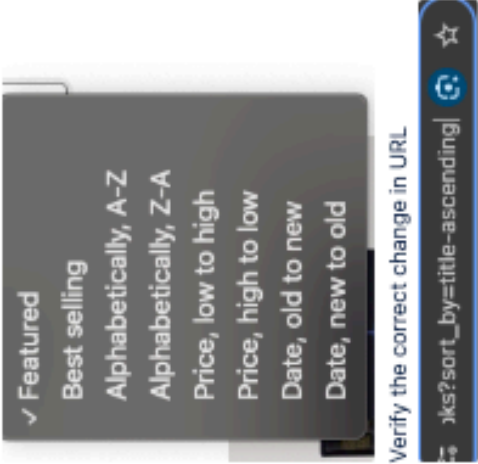 ✓ Featured
Best selling
Alphabetically, A-Z
Alphabetically, Z-A
Price, low to high
Price, high to low
Date, old to new
Date, new to old
Verify the correct change in URL
ɔks?sort_by=title-ascending